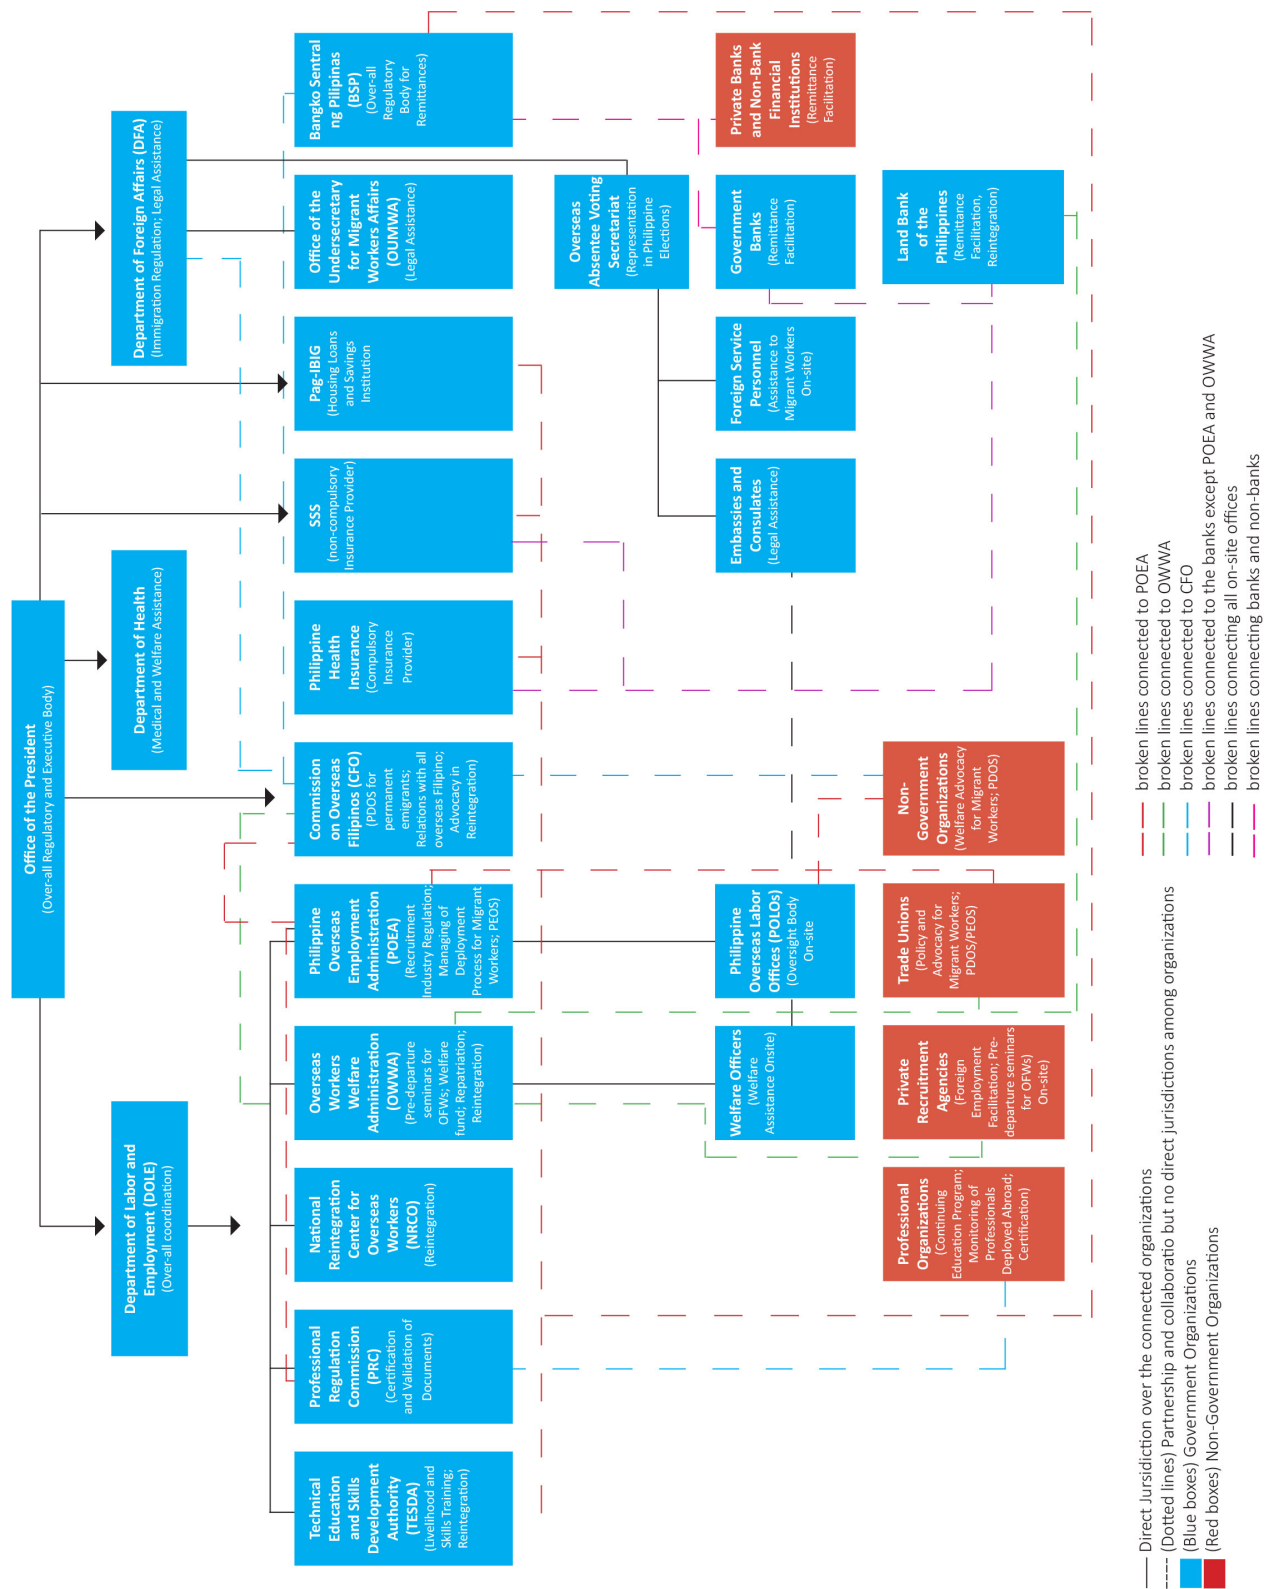 Office of the President
(Over-all Regulatory and Executive Body)
Department of Labor and
Employment (DOLE)
(Over-all coordination)
Department of Health
(Medical and Welfare Assistance)
Department of Foreign Affairs (DFA)
(Immigration Regulation; Legal Assistance)
Technical
Education
and Skills
Development
Authority
(TESDA)
(Livelihood and
Skills Training;
Reintegration)
Professional
Regulation
Commission
(PRC)
(Certification
and Validation of
Documents)
National
Reintegration
Center for
Overseas
Workers
(NRCO)
(Reintegration)
Overseas
Workers
Welfare
Administration
(OWWA)
(Pre-departure
seminars for
OFWs; Welfare
fund; Repatriation;
Reintegration)
Philippine
Overseas
Employment
Administration
(POEA)
(Recruitment
Industry Regulation;
Managing of
Deployment
Process for Migrant
Workers; PEOS)
Commission
on Overseas
Filipinos (CFO)
(PDOS for
permanent
emigrants;
Relations with all
overseas Filipino;
Advocacy in
Reintegration)
Philippine
Health
Insurance
(Compulsory
Insurance
Provider)
SSS
(non-compulsory
Insurance Provider)
Pag-IBIG
(Housing Loans
and Savings
Institution
Office of the
Undersecretary
for Migrant
Workers Affairs
(OUMWA)
(Legal Assistance)
Bangko Sentral
ng Pilipinas
(BSP)
(Over-all
Regulatory
Body for
Remittances)
Overseas
Absentee Voting
Secretariat
(Representation
in Philippine
Elections)
Welfare Officers
(Welfare
Assistance Onsite)
Philippine
Overseas Labor
Offices (POLOs)
(Oversight Body
On-site
Embassies and
Consulates
(Legal Assistance)
Foreign Service
Personnel
(Assistance to
Migrant Workers
On-site)
Government
Banks
(Remittance
Facilitation)
Private Banks
and Non-Bank
Financial
Institutions
(Remittance
Facilitation)
Professional
Organizations
(Continuing
Education Program;
Monitoring of
Professionals
Deployed Abroad;
Certification)
Private
Recruitment
Agencies
(Foreign
Employment
Facilitation; Pre-
departure seminars
for OFWs)
On-site)
Trade Unions
(Policy and
Advocacy for
Migrant Workers;
PDOS/PEOS)
Non-
Government
Organizations
(Welfare Advocacy
for Migrant
Workers; PDOS)
Land Bank
of the
Philippines
(Remittance
Facilitation,
Reintegration)
Direct Jursidiction over the connected organizations
(Dotted lines) Partnership and collaboratio but no direct jurisdictions among organizations
(Blue boxes) Government Organizations
(Red boxes) Non-Government Organizations
broken lines connected to POEA
broken lines connected to OWWA
broken lines connected to CFO
broken lines connected to the banks except POEA and OWWA
broken lines connecting all on-site offices
broken lines connecting banks and non-banks